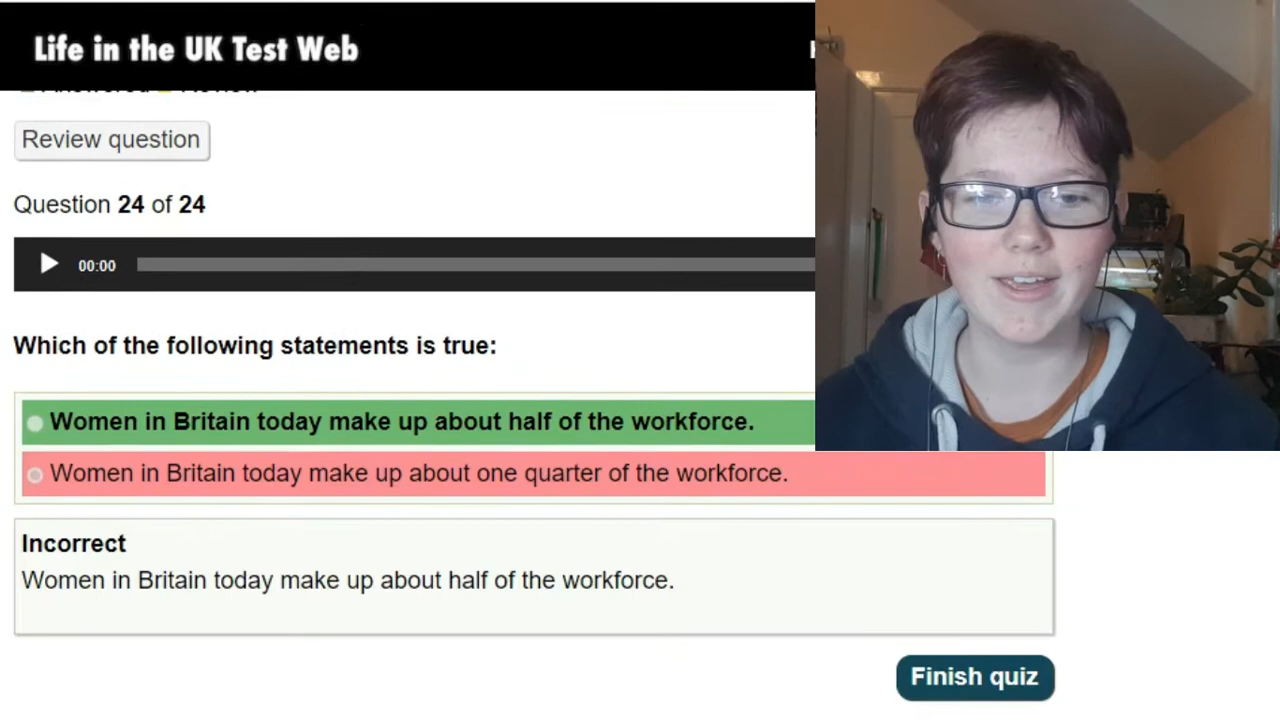 Life in the UK Test Web
Review question
Question 24 of 24
00:00
Which of the following statements is true:
Women in Britain today make up about half of the workforce.
Women in Britain today make up about one quarter of the workforce.
Incorrect
Women in Britain today make up about half of the workforce.
Finish quiz